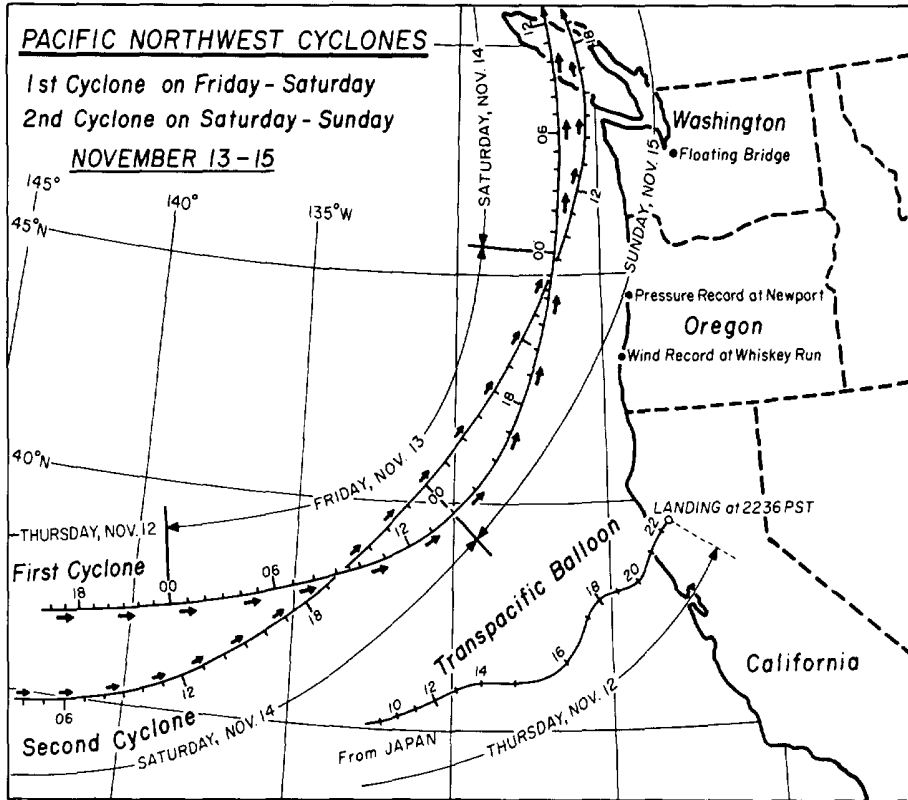 PACIFIC NORTHWEST CYCLONES
1st Cyclone on Friday - Saturday
2nd Cyclone on Saturday - Sunday
NOVEMBER 13-15
12
18
SATURDAY, NOV. 14
06
Washington
Floating Bridge
145°
140°
135°W
45°N
12
00
SUNDAY, NOV. 15
Pressure Record at Newport
Oregon
Wind Record at Whiskey Run
18
40°N
FRIDAY, NOV. 13
00
THURSDAY, NOV. 12
12
LANDING at 2236 PST
22
First Cyclone
18
00
06
18
20
18
Transpacific Balloon
16
14
12
10
California
06
12
Second Cyclone
SATURDAY, NOV. 14
From JAPAN
THURSDAY, NOV. 12